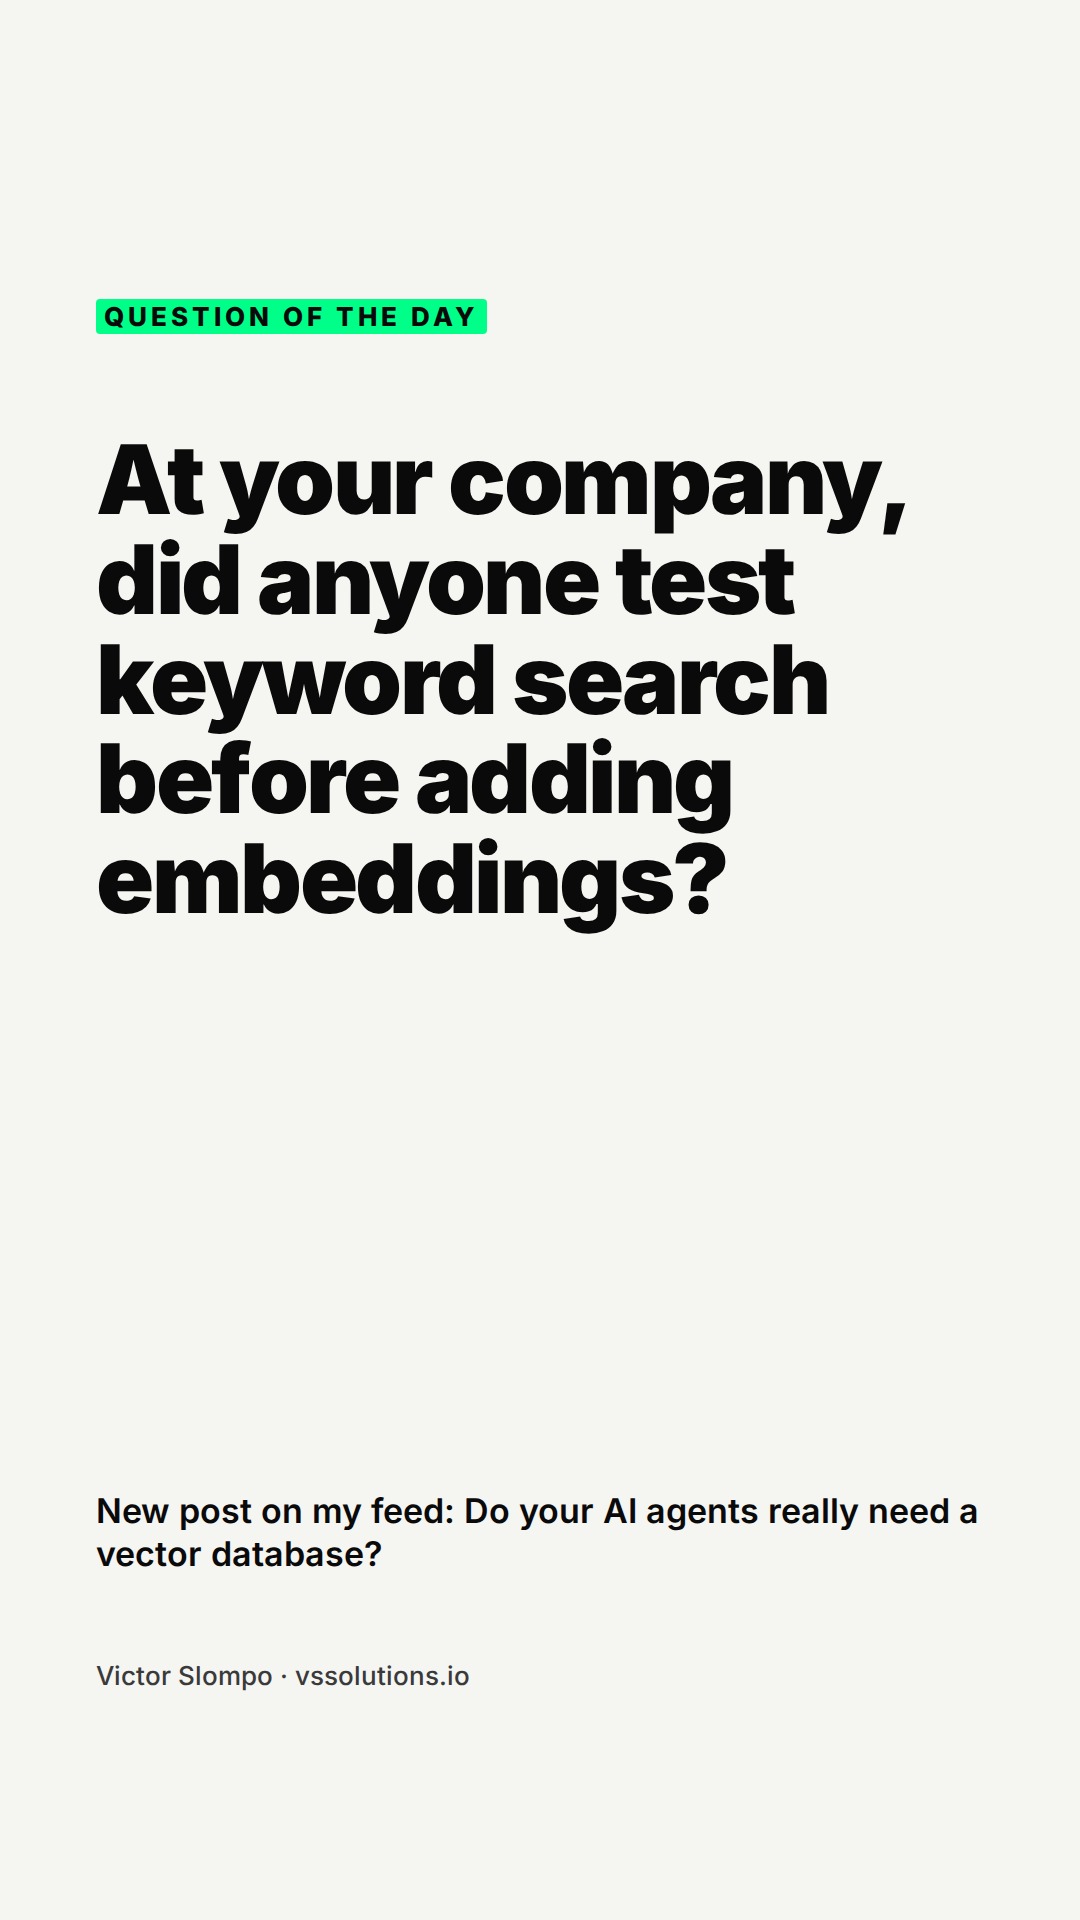 QUESTION OF THE DAY
At your company,
did anyone test
keyword search
before adding
embeddings?
New post on my feed: Do your AI agents really need a
vector database?
Victor Slompo · vssolutions.io